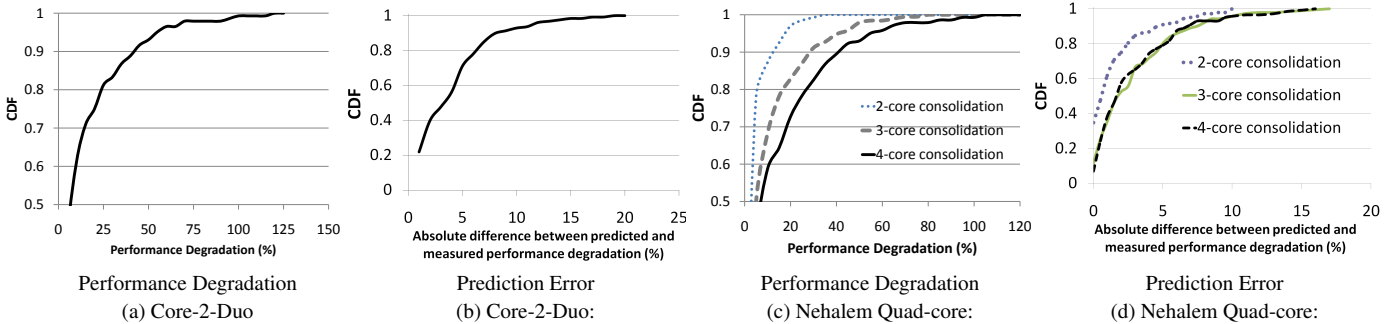 CDF
1
0.9
0.8
0.7
0.6
0.5
0 25 50 75 100 125 150
Performance Degradation (%)
Performance Degradation
(a) Core-2-Duo
CDF
1
0.8
0.6
0.4
0.2
0
0 5 10 15 20 25
Absolute difference between predicted and
measured performance degradation (%)
Prediction Error
(b) Core-2-Duo:
CDF
1
0.9
0.8
0.7
0.6
0.5
2-core consolidation
3-core consolidation
4-core consolidation
0 20 40 60 80 100 120
Performance Degradation (%)
Performance Degradation
(c) Nehalem Quad-core:
CDF
1
0.8
0.6
0.4
0.2
0
2-core consolidation
3-core consolidation
4-core consolidation
0 5 10 15 20
Absolute difference between predicted and
measured performance degradation (%)
Prediction Error
(d) Nehalem Quad-core: